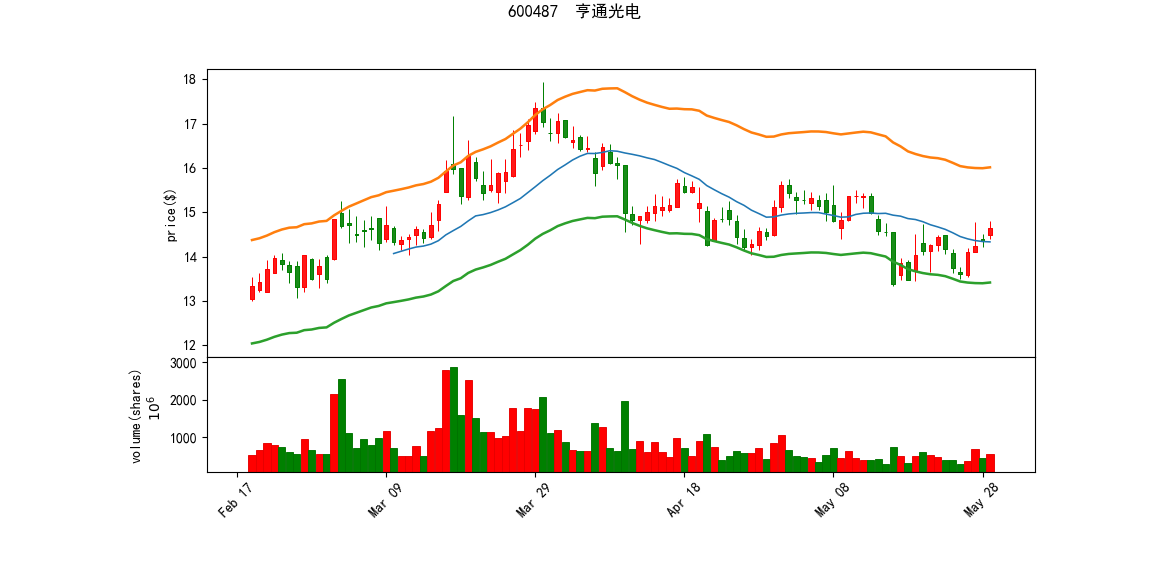 600487 亨通光电
18
17
16
15
14
13
12
price($)
3000
2000
1000
volume(shares)
10^6
Feb 17
Mar 09
Mar 29
Apr 18
May 08
May 28